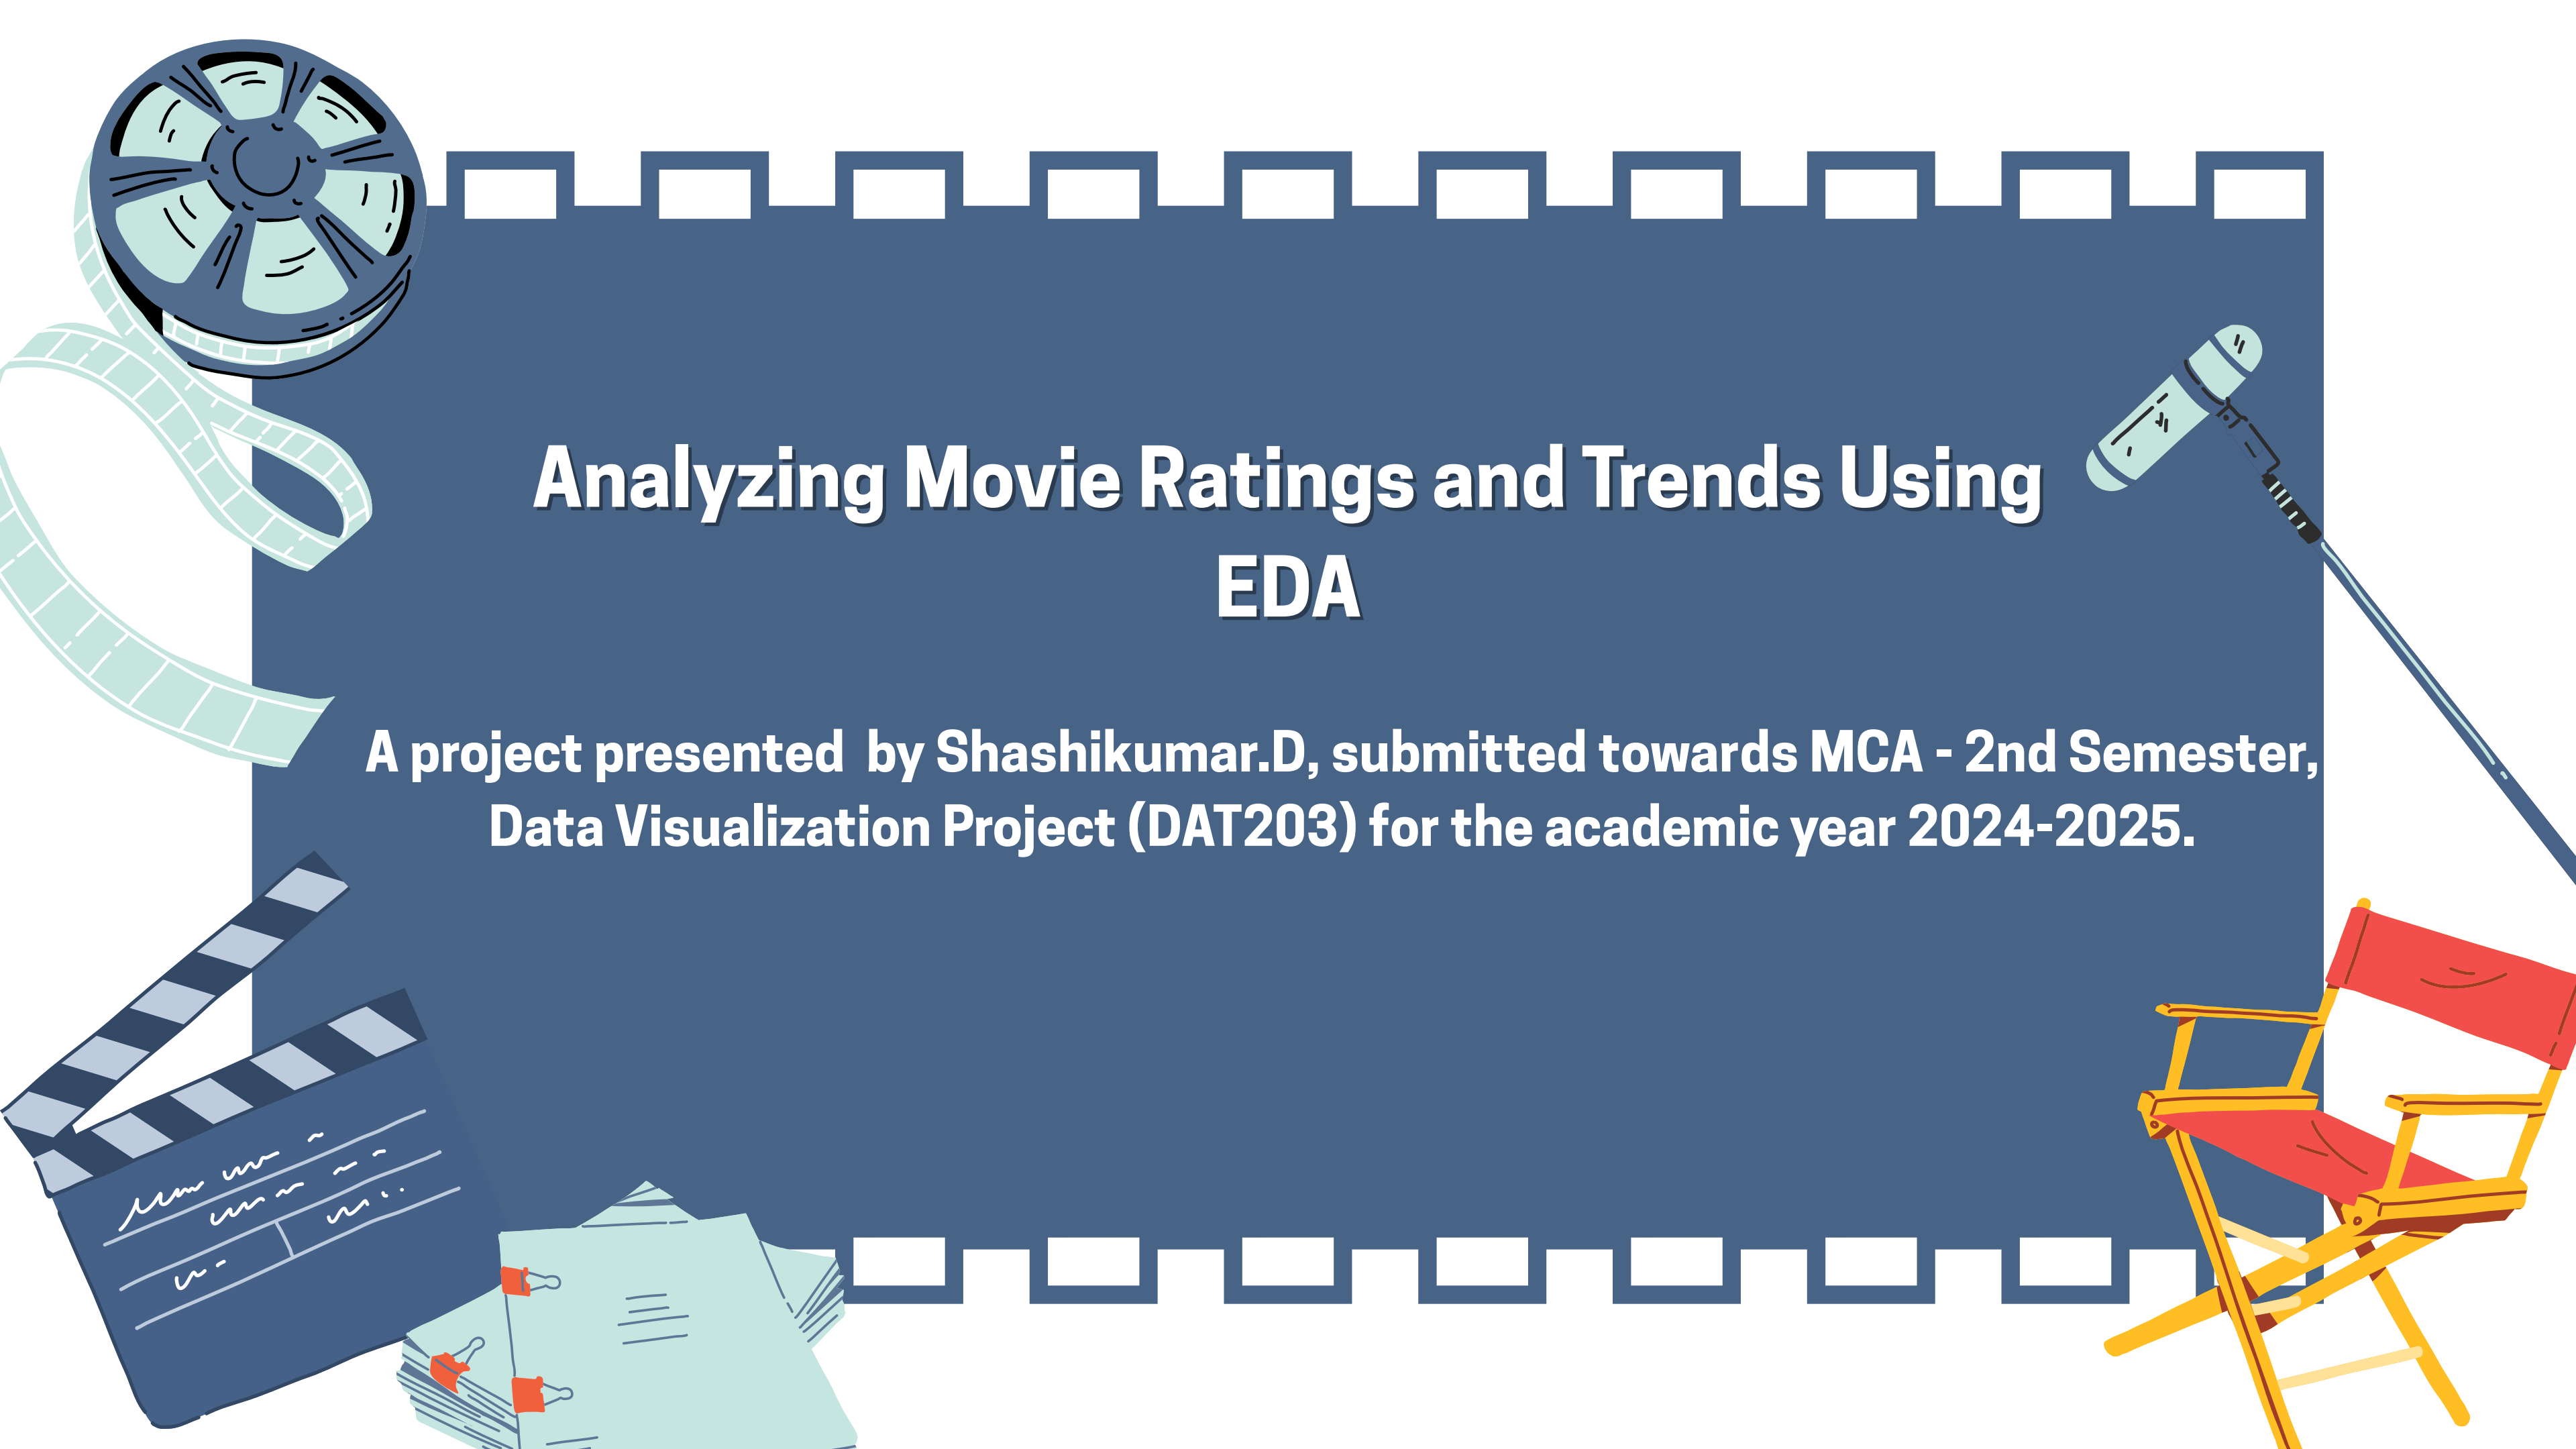 Analyzing Movie Ratings and Trends Using
EDA
A project presented  by Shashikumar.D, submitted towards MCA - 2nd Semester,
Data Visualization Project (DAT203) for the academic year 2024-2025.